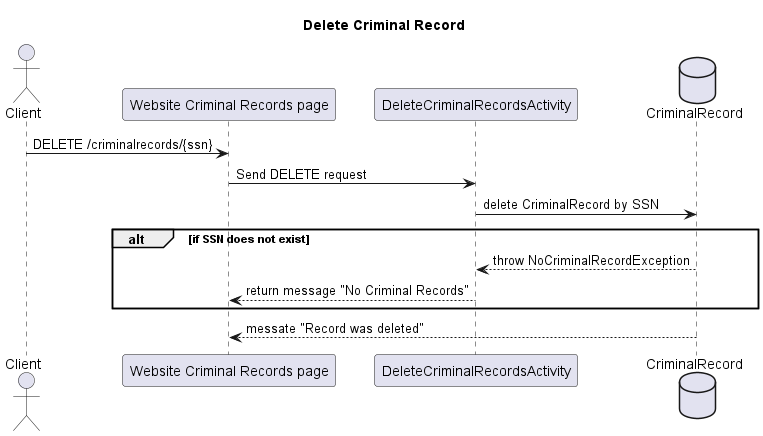 Delete Criminal Record
Client
Website Criminal Records page
DeleteCriminalRecordsActivity
CriminalRecord
DELETE /criminalrecords/{ssn}
Send DELETE request
delete CriminalRecord by SSN
alt
[if SSN does not exist]
throw NoCriminalRecordException
return message "No Criminal Records"
messate "Record was deleted"
Client
Website Criminal Records page
DeleteCriminalRecordsActivity
CriminalRecord